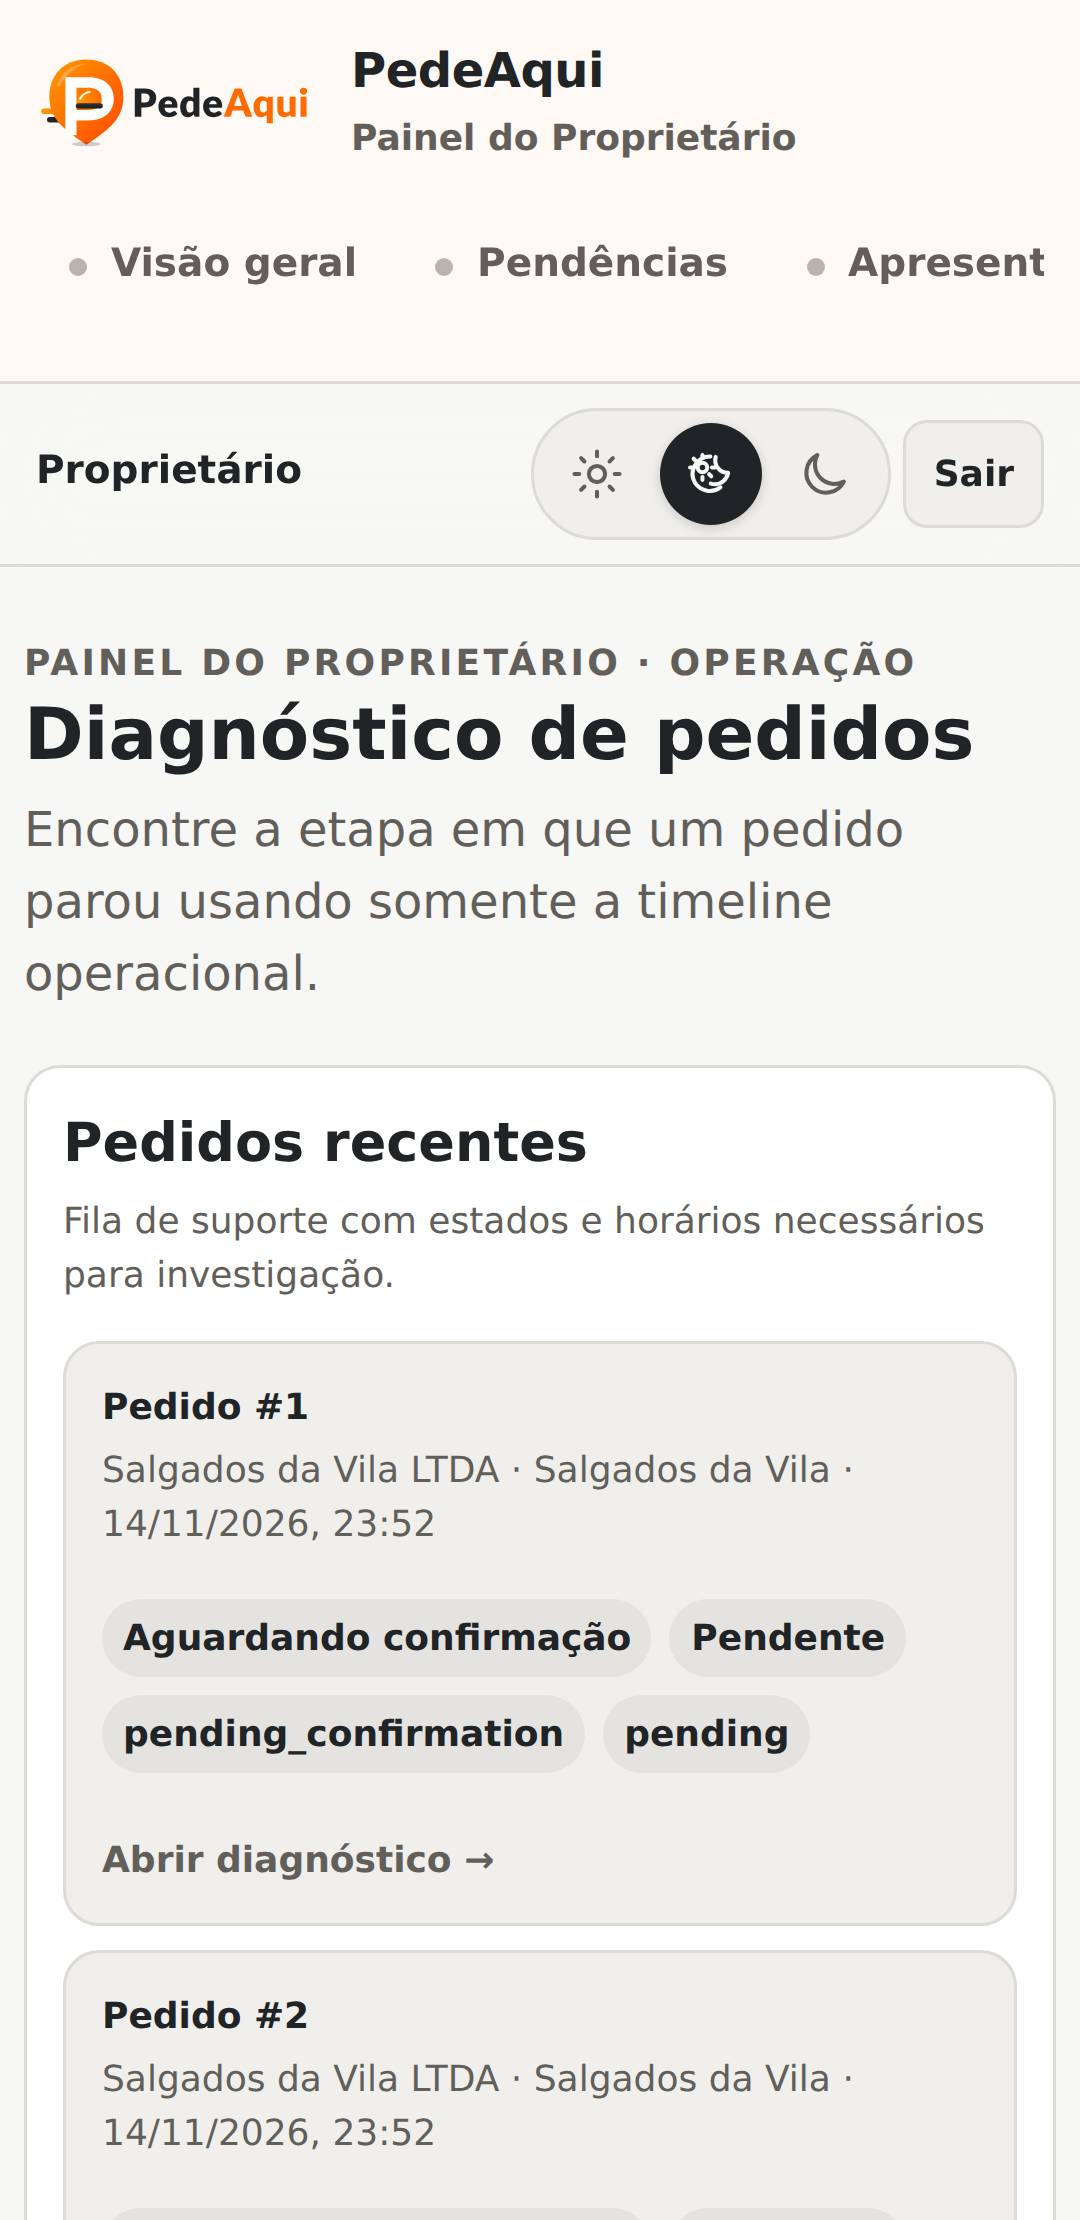 PedeAqui
PedeAqui
Painel do Proprietário
Visão geral
Pendências
Apresent
Proprietário
Sair
PAINEL DO PROPRIETÁRIO · OPERAÇÃO
Diagnóstico de pedidos
Encontre a etapa em que um pedido
parou usando somente a timeline
operacional.
Pedidos recentes
Fila de suporte com estados e horários necessários
para investigação.
Pedido #1
Salgados da Vila LTDA · Salgados da Vila ·
14/11/2026, 23:52
Aguardando confirmação
Pendente
pending_confirmation
pending
Abrir diagnóstico →
Pedido #2
Salgados da Vila LTDA · Salgados da Vila ·
14/11/2026, 23:52